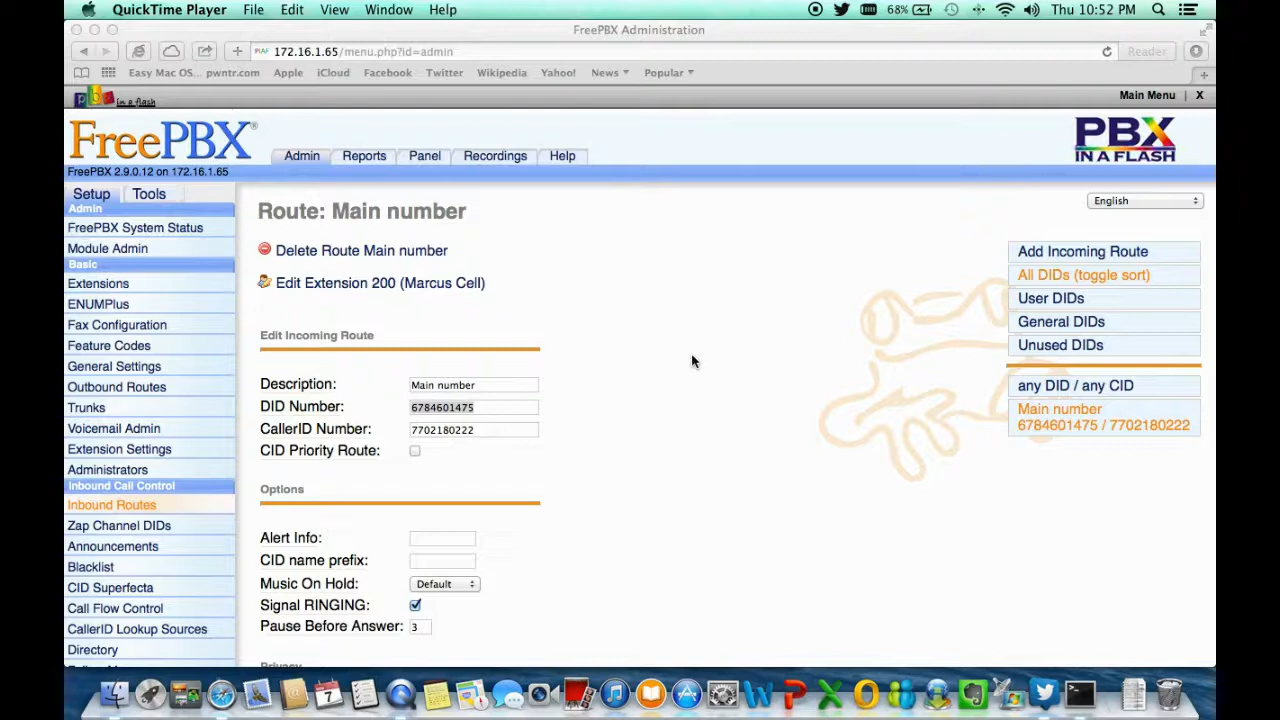 QuickTime Player File Edit View Window Help 68% Thu 10:52 PM
FreePBX Administration
PIAF 172.16.1.65/menu.php?id=admin Reader
Easy Mac OS... pwntr.com Apple iCloud Facebook Twitter Wikipedia Yahoo! News Popular
pbx in a flash Main Menu | X
FreePBX® PBX
IN A FLASH
Admin Reports Panel Recordings Help
FreePBX 2.9.0.12 on 172.16.1.65
Setup Tools
Admin
FreePBX System Status
Module Admin
Basic
Extensions
ENUMPlus
Fax Configuration
Feature Codes
General Settings
Outbound Routes
Trunks
Voicemail Admin
Extension Settings
Administrators
Inbound Call Control
Inbound Routes
Zap Channel DIDs
Announcements
Blacklist
CID Superfecta
Call Flow Control
CallerID Lookup Sources
Directory
Route: Main number
Delete Route Main number
Edit Extension 200 (Marcus Cell)
Edit Incoming Route
Description: Main number
DID Number: 6784601475
CallerID Number: 7702180222
CID Priority Route:
Options
Alert Info:
CID name prefix:
Music On Hold: Default
Signal RINGING:
Pause Before Answer: 3
Privacy
English
Add Incoming Route
All DIDs (toggle sort)
User DIDs
General DIDs
Unused DIDs
any DID / any CID
Main number
6784601475 / 7702180222
7